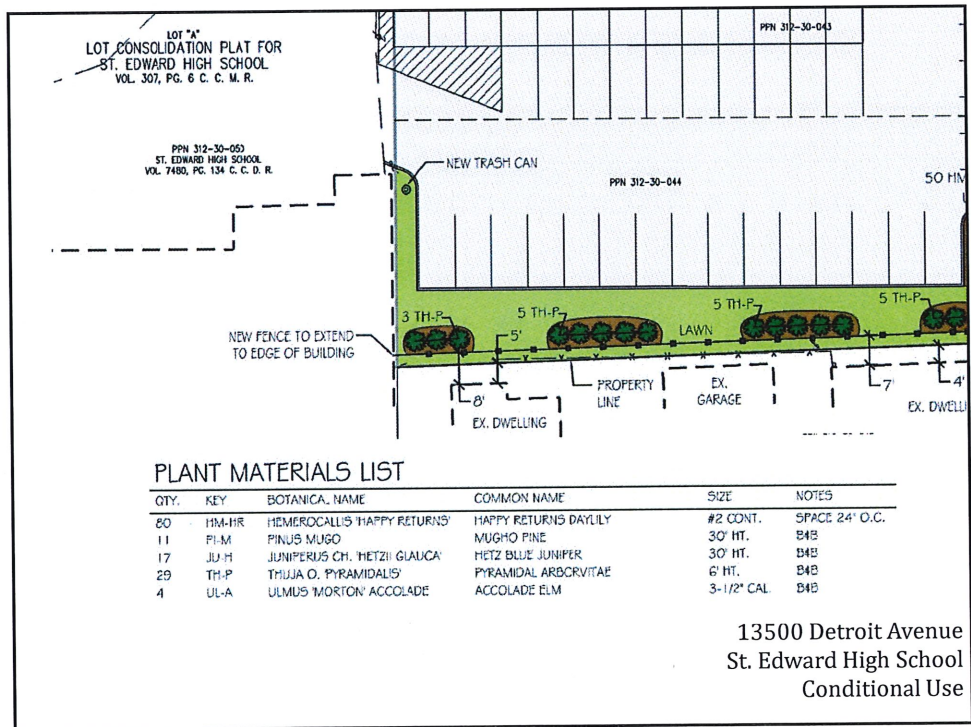 LOT "A"
LOT CONSOLIDATION PLAT FOR
ST. EDWARD HIGH SCHOOL
VOL. 307, PG. 6 C. C. M. R.
PPN 312-30-043
PPN 312-30-053
ST. EDWARD HIGH SCHOOL
VOL. 7480, PG. 134 C. C. D. R.
NEW TRASH CAN
PPN 312-30-044
50 HM
3 TH-P
5 TH-P
5 TH-P
5 TH-P
LAWN
5'
NEW FENCE TO EXTEND
TO EDGE OF BUILDING
8'
PROPERTY
LINE
EX.
GARAGE
7'
4'
EX. DWELLING
EX. DWELLI
PLANT MATERIALS LIST
QTY. KEY BOTANICAL NAME COMMON NAME SIZE NOTES
80 HM-HR HEMEROCALLIS 'HAPPY RETURNS' HAPPY RETURNS DAYLILY #2 CONT. SPACE 24" O.C.
11 PI-M PINUS MUGO MUGHO PINE 30" HT. B&B
17 JU-H JUNIPERUS CH. 'HETZII GLAUCA' HETZ BLUE JUNIPER 30" HT. B&B
29 TH-P THUJA O. 'PYRAMIDALIS' PYRAMIDAL ARBORVITAE 6' HT. B&B
4 UL-A ULMUS 'MORTON' ACCOLADE ACCOLADE ELM 3-1/2" CAL. B&B
13500 Detroit Avenue
St. Edward High School
Conditional Use